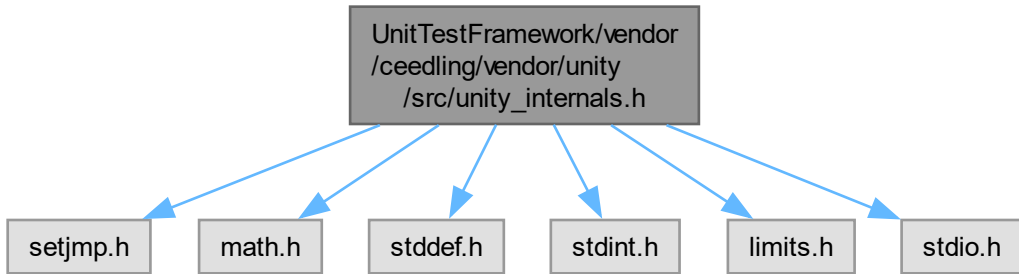 UnitTestFramework/vendor
/ceedling/vendor/unity
/src/unity_internals.h
setjmp.h
math.h
stddef.h
stdint.h
limits.h
stdio.h